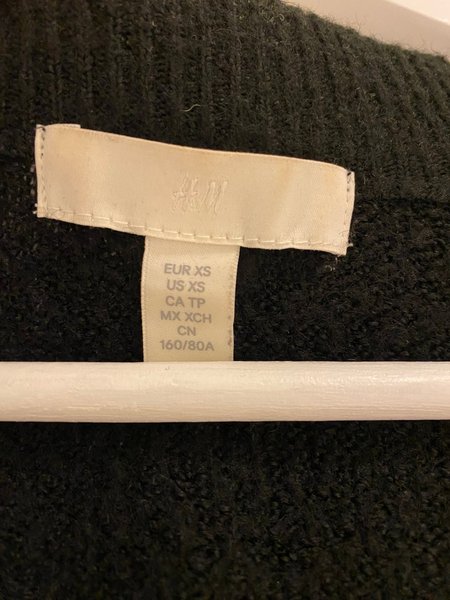 H&M
EUR XS
US XS
CA TP
MX XCH
CN
160/80A